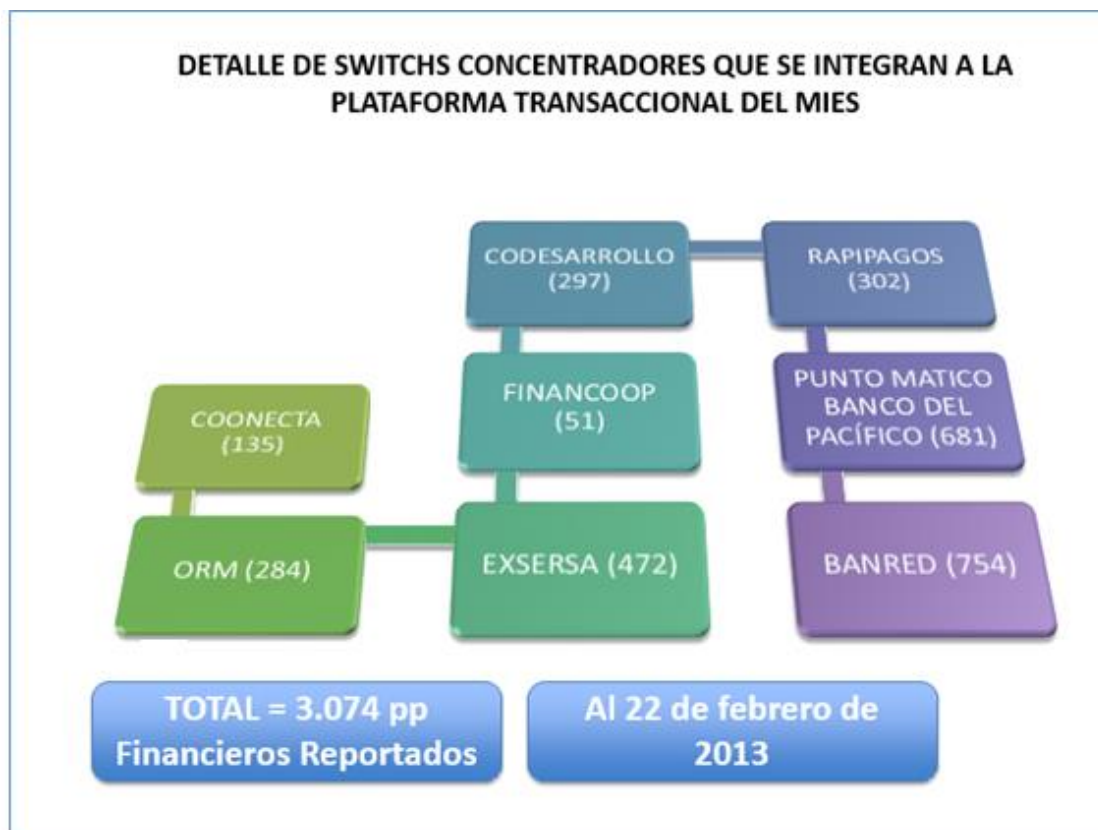 DETALLE DE SWITCHS CONCENTRADORES QUE SE INTEGRAN A LA
PLATAFORMA TRANSACCIONAL DEL MIES
COONECTA
(135)
ORM (284)
EXSERSA (472)
FINANCOOP
(51)
CODESARROLLO
(297)
RAPIPAGOS
(302)
PUNTO MATICO
BANCO DEL
PACÍFICO (681)
BANRED (754)
TOTAL = 3.074 pp
Financieros Reportados
Al 22 de febrero de
2013